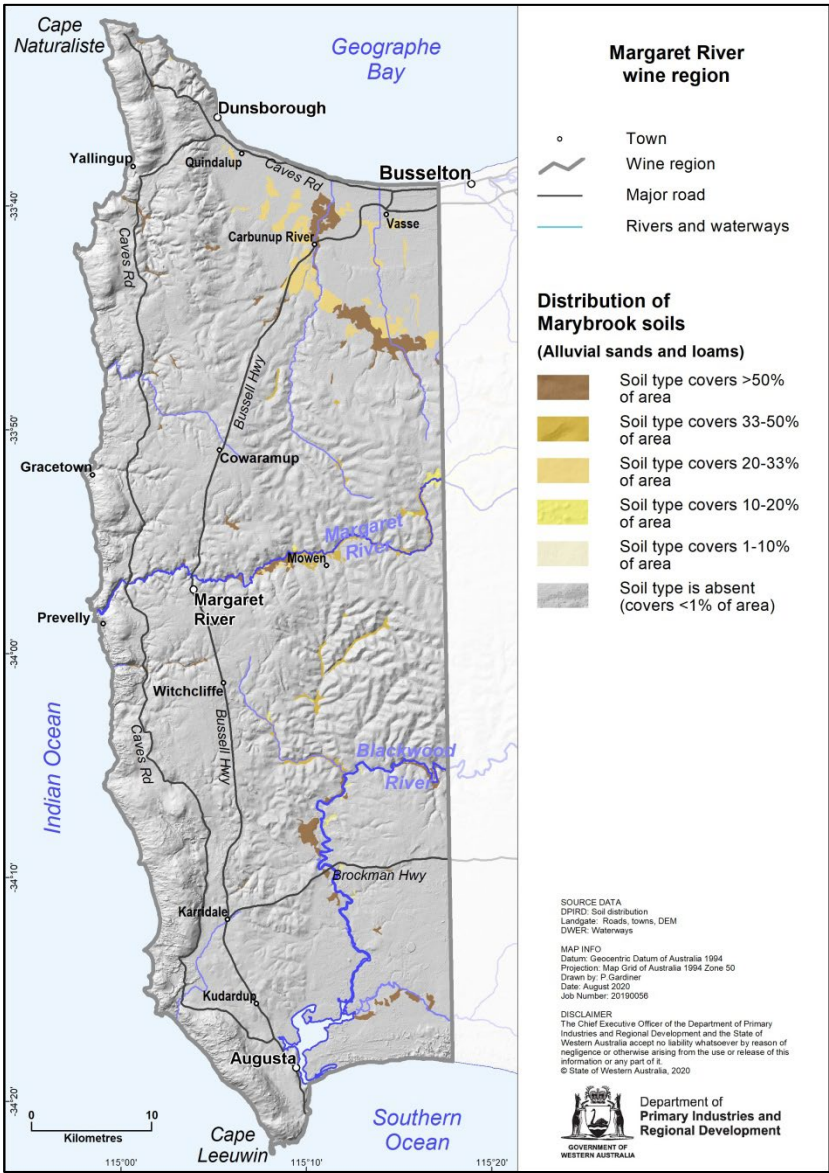 Cape
Naturaliste
Geographe
Bay
Dunsborough
Yallingup
Quindalup
Caves Rd
Busselton
Vasse
-33°40'
Carbunup River
Caves Rd
Bussell Hwy
-33°50'
Cowaramup
Gracetown
Margaret
River
Mowen
Margaret
River
Prevelly
-34°00'
Witchcliffe
Bussell Hwy
Caves Rd
Indian Ocean
Blackwood
River
-34°10'
Brockman Hwy
Karridale
Kudardup
Augusta
-34°20'
0 10
Kilometres
Cape
Leeuwin
Southern
Ocean
115°00' 115°10' 115°20'
Margaret River
wine region
Town
Wine region
Major road
Rivers and waterways
Distribution of
Marybrook soils
(Alluvial sands and loams)
Soil type covers >50%
of area
Soil type covers 33-50%
of area
Soil type covers 20-33%
of area
Soil type covers 10-20%
of area
Soil type covers 1-10%
of area
Soil type is absent
(covers <1% of area)
SOURCE DATA
DPIRD: Soil distribution
Landgate: Roads, towns, DEM
DWER: Waterways
MAP INFO
Datum: Geocentric Datum of Australia 1994
Projection: Map Grid of Australia 1994 Zone 50
Drawn by: P.Gardiner
Date: August 2020
Job Number: 20190056
DISCLAIMER
The Chief Executive Officer of the Department of Primary
Industries and Regional Development and the State of
Western Australia accept no liability whatsoever by reason of
negligence or otherwise arising from the use or release of this
information or any part of it.
© State of Western Australia, 2020
GOVERNMENT OF
WESTERN AUSTRALIA
Department of
Primary Industries and
Regional Development